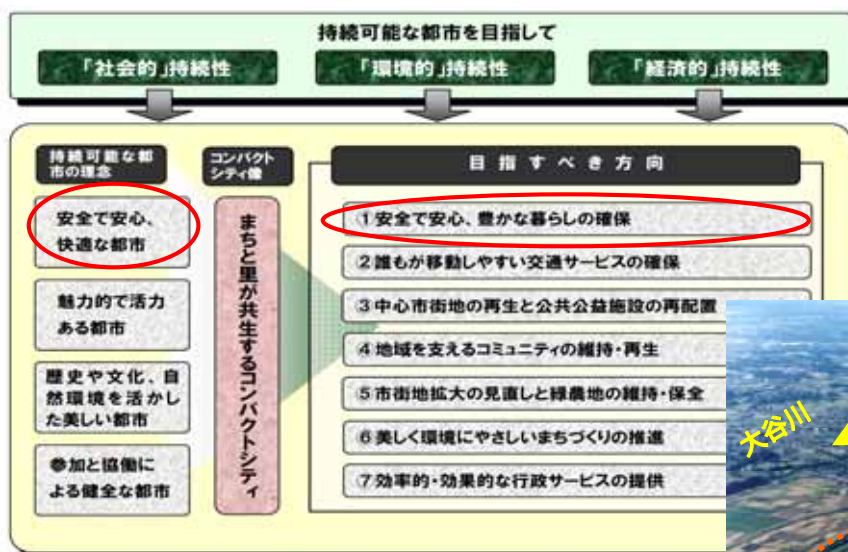 持続可能な都市を目指して
「社会的」持続性
「環境的」持続性
「経済的」持続性
持続可能な都
市の理念
安全で安心、
快適な都市
魅力的で活力
ある都市
歴史や文化、自
然環境を活かし
た美しい都市
参加と協働に
よる健全な都市
コンパクト
シティ像
まちと里が共生するコンパクトシティ
目指すべき方向
1 安全で安心、豊かな暮らしの確保
2 誰もが移動しやすい交通サービスの確保
3 中心市街地の再生と公共公益施設の再配置
4 地域を支えるコミュニティの維持・再生
5 市街地拡大の見直しと緑農地の維持・保全
6 美しく環境にやさしいまちづくりの推進
7 効率的・効果的な行政サービスの提供
大谷川